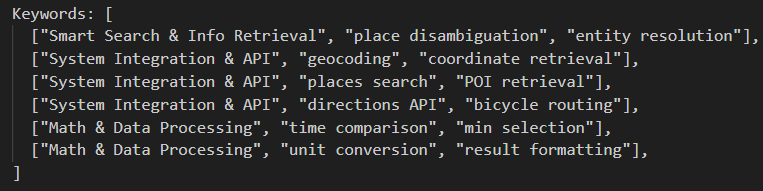 Keywords: [
["Smart Search & Info Retrieval", "place disambiguation", "entity resolution"],
["System Integration & API", "geocoding", "coordinate retrieval"],
["System Integration & API", "places search", "POI retrieval"],
["System Integration & API", "directions API", "bicycle routing"],
["Math & Data Processing", "time comparison", "min selection"],
["Math & Data Processing", "unit conversion", "result formatting"],
]